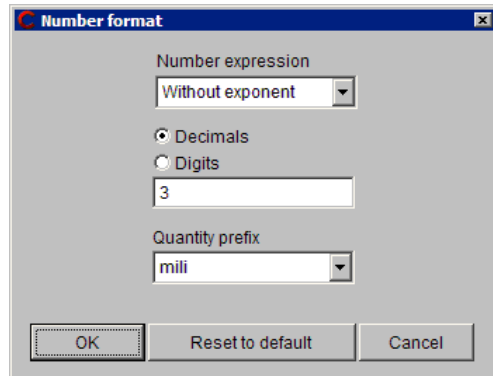 Number format
Number expression
Without exponent
Decimals
Digits
3
Quantity prefix
mili
OK Reset to default Cancel